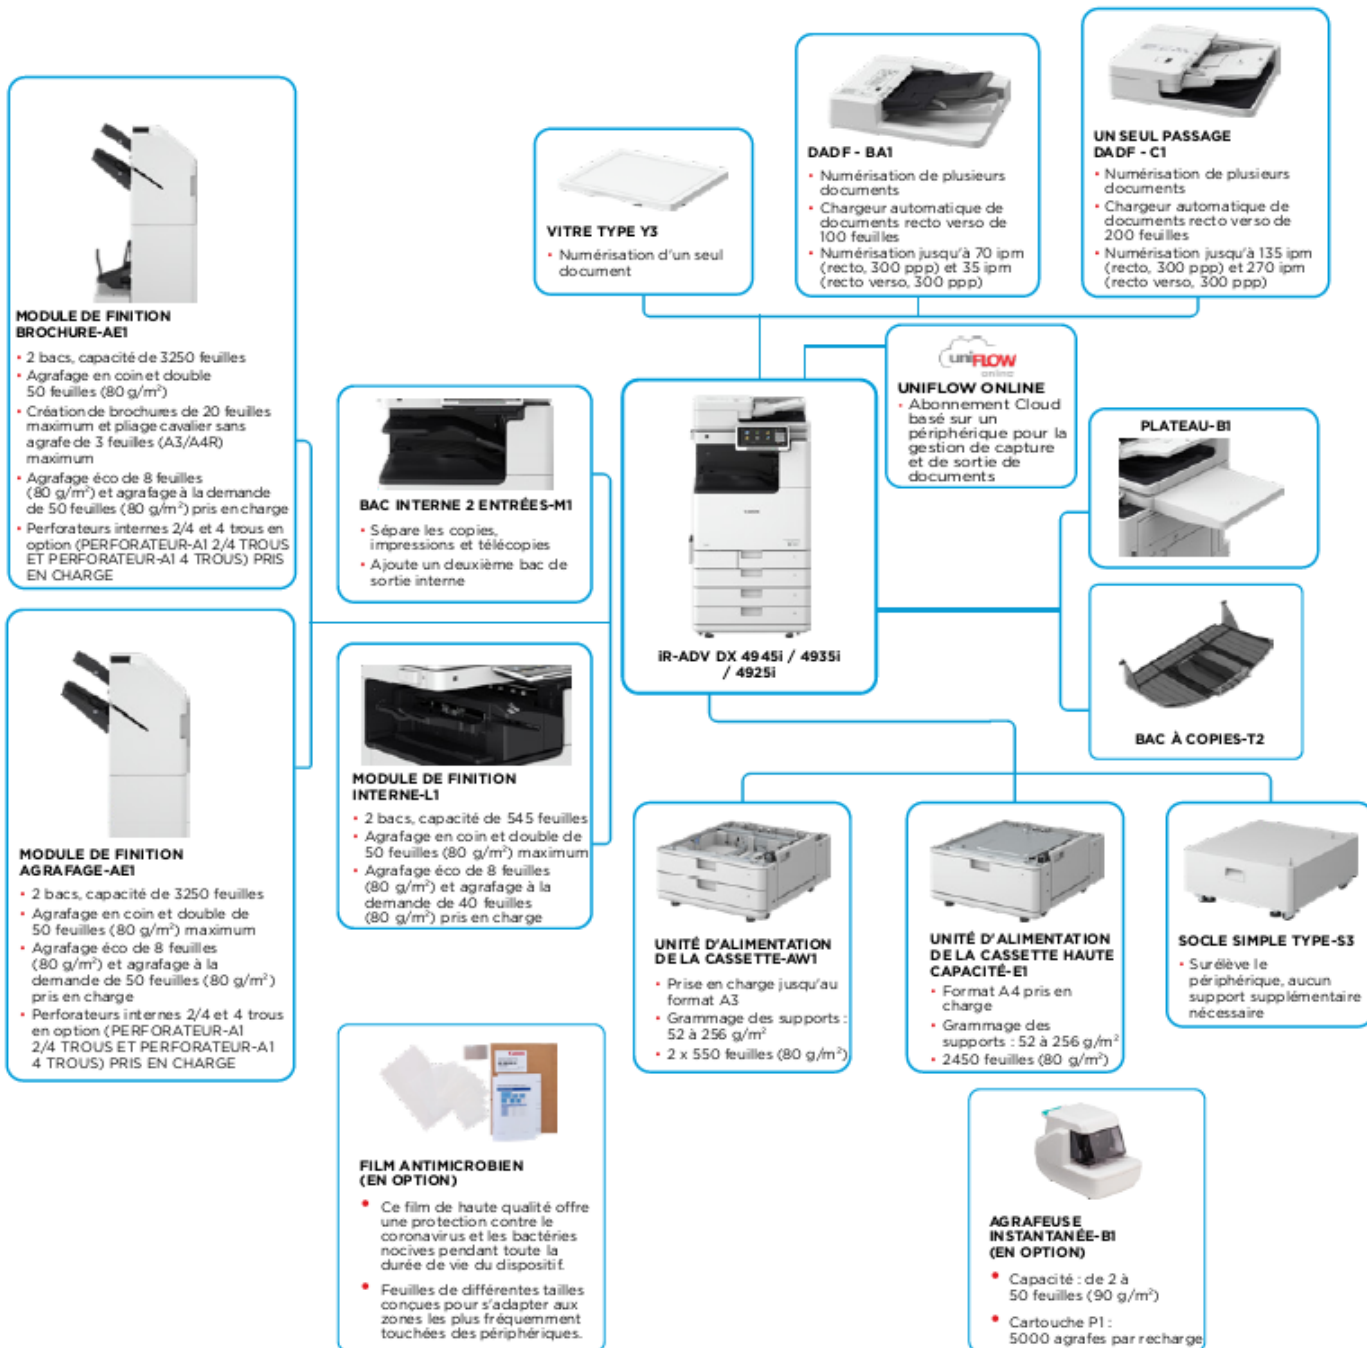 MODULE DE FINITION
BROCHURE-AE1
• 2 bacs, capacité de 3250 feuilles
• Agrafage en coin et double
50 feuilles (80 g/m²)
• Création de brochures de 20 feuilles
maximum et pliage cavalier sans
agrafe de 3 feuilles (A3/A4R)
maximum
• Agrafage éco de 8 feuilles
(80 g/m²) et agrafage à la demande
de 50 feuilles (80 g/m²) pris en charge
• Perforateurs internes 2/4 et 4 trous en
option (PERFORATEUR-A1 2/4 TROUS
ET PERFORATEUR-A1 4 TROUS) PRIS
EN CHARGE
MODULE DE FINITION
AGRAFAGE-AE1
• 2 bacs, capacité de 3250 feuilles
• Agrafage en coin et double de
50 feuilles (80 g/m²) maximum
• Agrafage éco de 8 feuilles
(80 g/m²) et agrafage à la
demande de 50 feuilles (80 g/m²)
pris en charge
• Perforateurs internes 2/4 et 4 trous
en option (PERFORATEUR-A1
2/4 TROUS ET PERFORATEUR-A1
4 TROUS) PRIS EN CHARGE
BAC INTERNE 2 ENTRÉES-M1
• Sépare les copies,
impressions et télécopies
• Ajoute un deuxième bac de
sortie interne
MODULE DE FINITION
INTERNE-L1
• 2 bacs, capacité de 545 feuilles
• Agrafage en coin et double de
50 feuilles (80 g/m²) maximum
• Agrafage éco de 8 feuilles
(80 g/m²) et agrafage à la
demande de 40 feuilles
(80 g/m²) pris en charge
VITRE TYPE Y3
• Numérisation d'un seul
document
DADF - BA1
• Numérisation de plusieurs
documents
• Chargeur automatique de
documents recto verso de
100 feuilles
• Numérisation jusqu'à 70 ipm
(recto, 300 ppp) et 35 ipm
(recto verso, 300 ppp)
UN SEUL PASSAGE
DADF - C1
• Numérisation de plusieurs
documents
• Chargeur automatique de
documents recto verso de
200 feuilles
• Numérisation jusqu'à 135 ipm
(recto, 300 ppp) et 270 ipm
(recto verso, 300 ppp)
uniFLOW
online
UNIFLOW ONLINE
• Abonnement Cloud
basé sur un
périphérique pour la
gestion de capture
et de sortie de
documents
iR-ADV DX 4945i / 4935i
/ 4925i
PLATEAU-B1
BAC À COPIES-T2
UNITÉ D'ALIMENTATION
DE LA CASSETTE-AW1
• Prise en charge jusqu'au
format A3
• Grammage des supports :
52 à 256 g/m²
• 2 x 550 feuilles (80 g/m²)
UNITÉ D'ALIMENTATION
DE LA CASSETTE HAUTE
CAPACITÉ-E1
• Format A4 pris en
charge
• Grammage des
supports : 52 à 256 g/m²
• 2450 feuilles (80 g/m²)
SOCLE SIMPLE TYPE-S3
• Surélève le
périphérique, aucun
support supplémentaire
nécessaire
FILM ANTIMICROBIEN
(EN OPTION)
• Ce film de haute qualité offre
une protection contre le
coronavirus et les bactéries
nocives pendant toute la
durée de vie du dispositif.
• Feuilles de différentes tailles
conçues pour s'adapter aux
zones les plus fréquemment
touchées des périphériques.
AGRAFEUSE
INSTANTANÉE-B1
(EN OPTION)
• Capacité : de 2 à
50 feuilles (90 g/m²)
• Cartouche P1 :
5000 agrafes par recharge